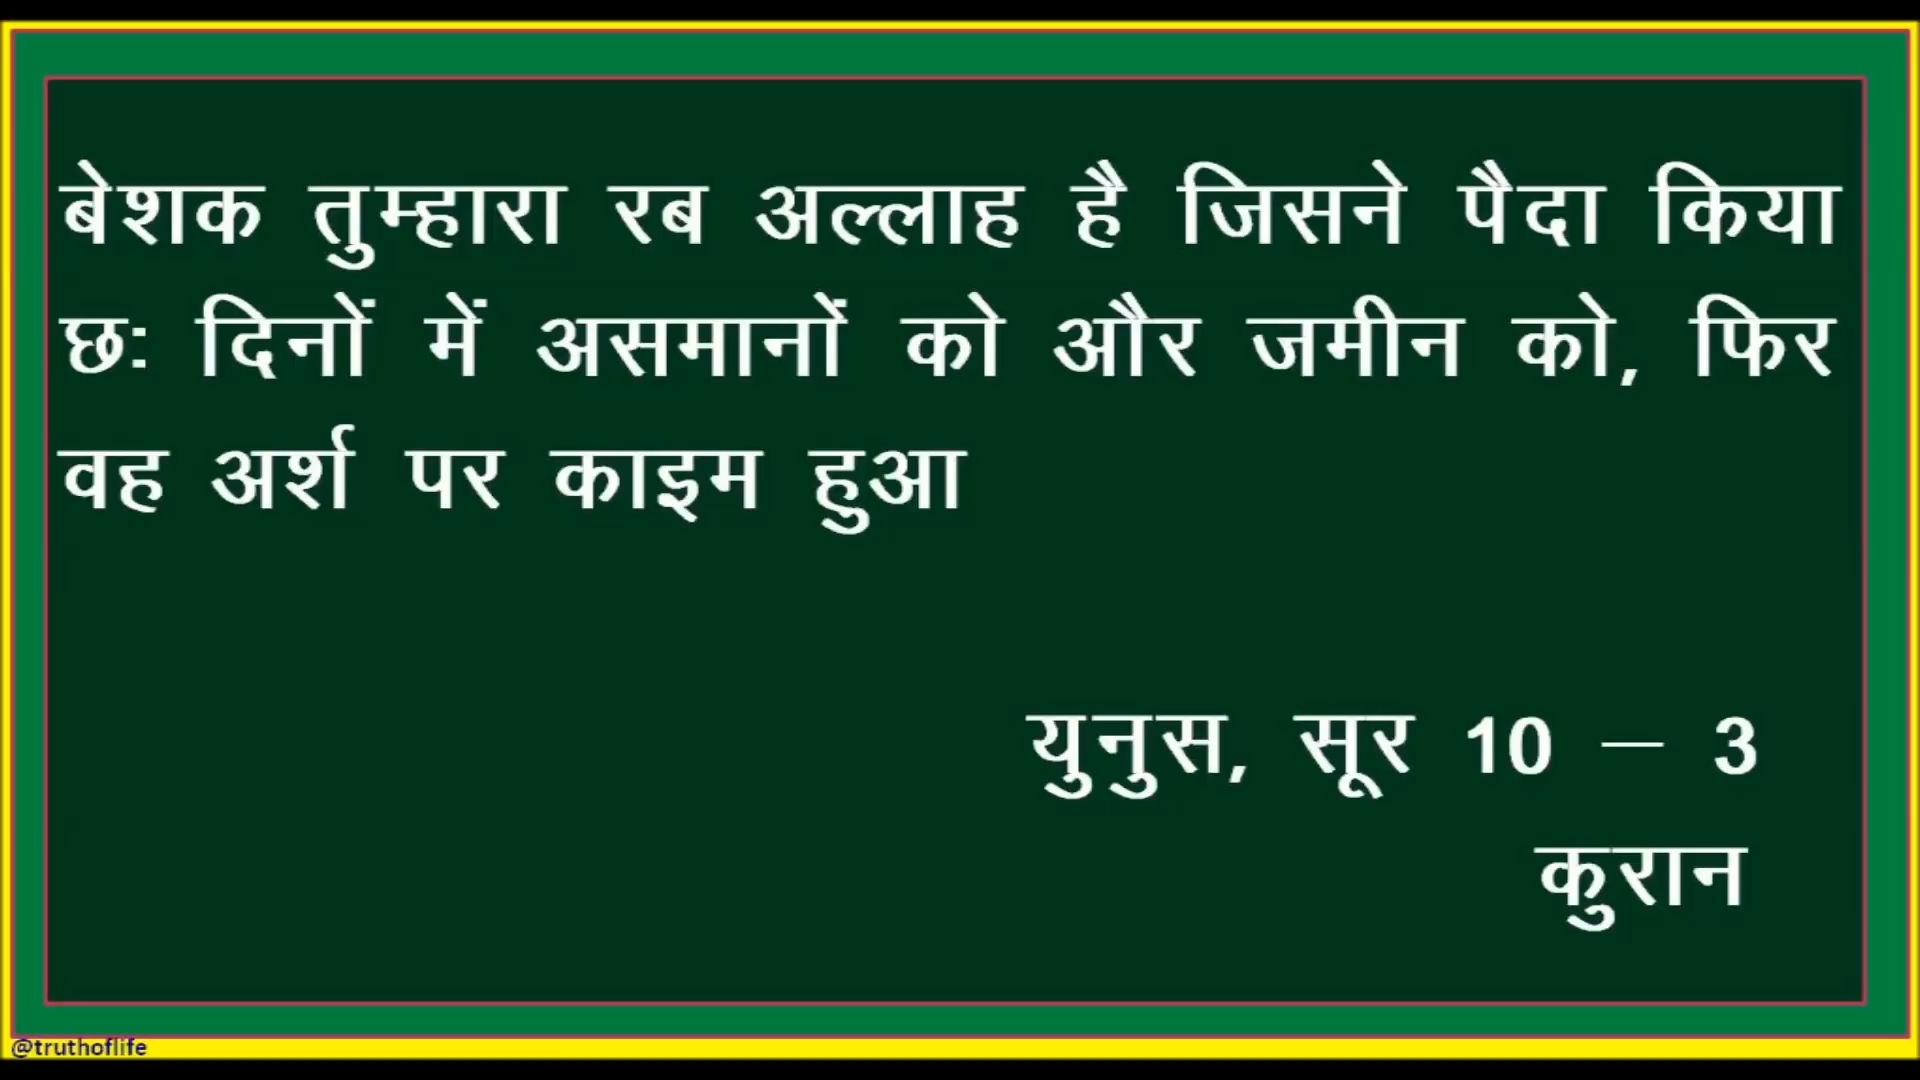 बेशक तुम्हारा रब अल्लाह है जिसने पैदा किया
छः दिनों में असमानों को और जमीन को, फिर
वह अर्श पर काइम हुआ
युनुस, सूर 10 – 3
कुरान
@truthoflife